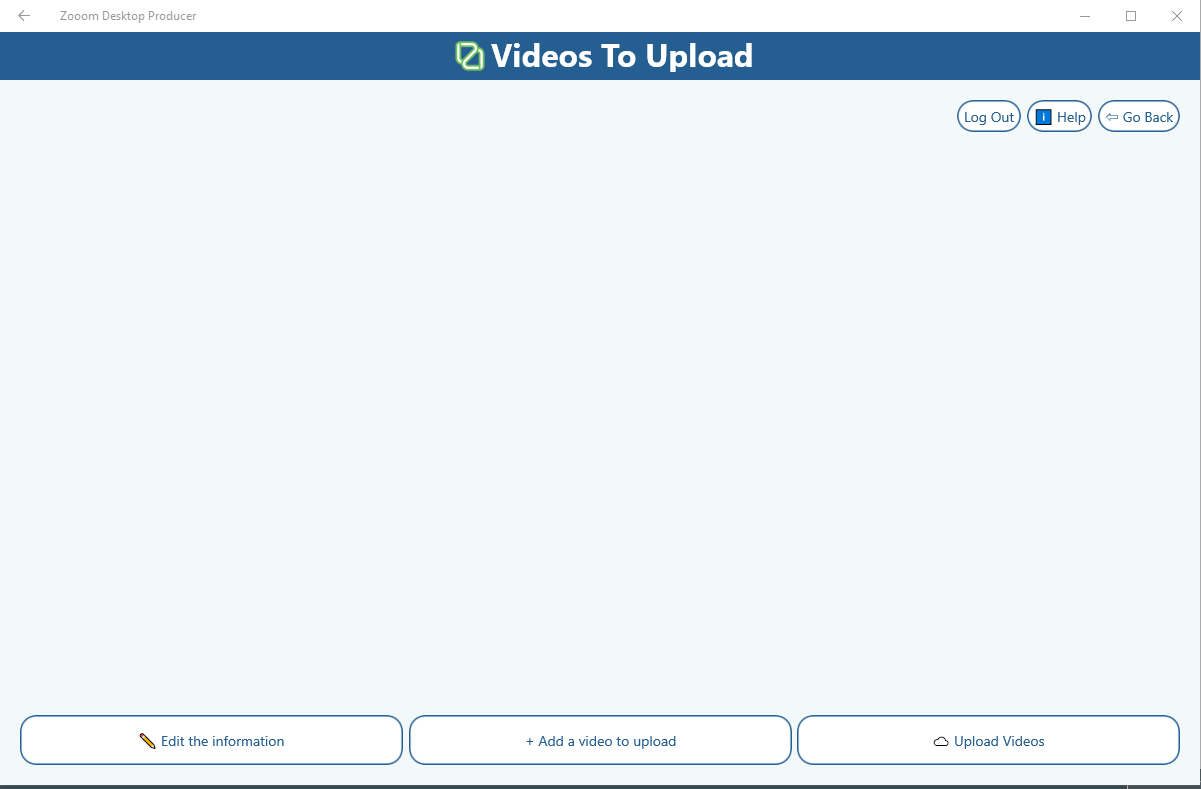 Zooom Desktop Producer
Videos To Upload
Log Out
i Help
⇦ Go Back
Edit the information
+ Add a video to upload
Upload Videos